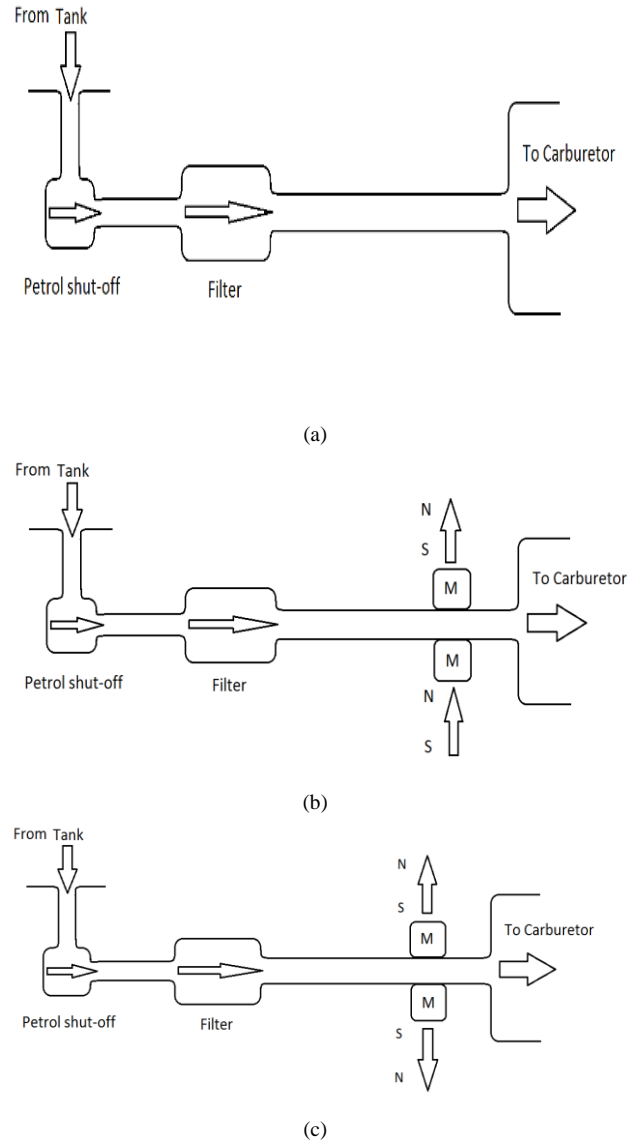 From Tank
To Carburetor
Petrol shut-off
Filter
(a)
From Tank
N
S
M
To Carburetor
M
Petrol shut-off
Filter
N
S
(b)
From Tank
N
S
M
To Carburetor
M
Petrol shut-off
Filter
S
N
(c)